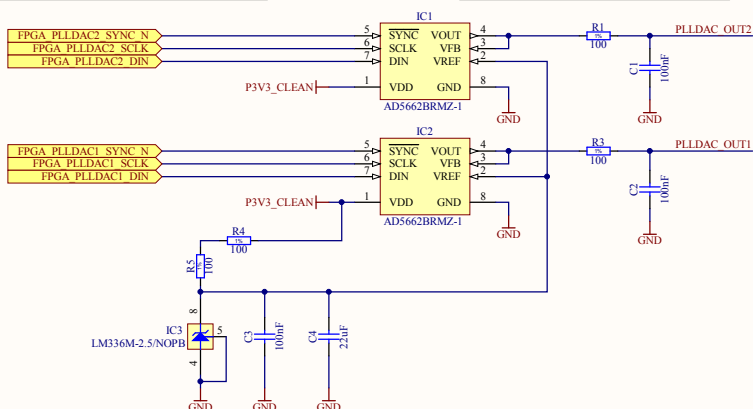 IC1
FPGA_PLLDAC2_SYNC_N 5 SYNC VOUT 4 R1 PLLDAC_OUT2
FPGA_PLLDAC2_SCLK 6 SCLK VFB 3 1% 100
FPGA_PLLDAC2_DIN 7 DIN VREF 2 C1 100nF
P3V3_CLEAN 1 VDD GND 8
AD5662BRMZ-1 GND GND
IC2
FPGA_PLLDAC1_SYNC_N 5 SYNC VOUT 4 R3 PLLDAC_OUT1
FPGA_PLLDAC1_SCLK 6 SCLK VFB 3 1% 100
FPGA_PLLDAC1_DIN 7 DIN VREF 2 C2 100nF
P3V3_CLEAN 1 VDD GND 8
AD5662BRMZ-1
R4 GND GND
1%
100
R5 1% 100
8
IC3 5 C3 100nF C4 22uF
LM336M-2.5/NOPB
4
GND GND GND